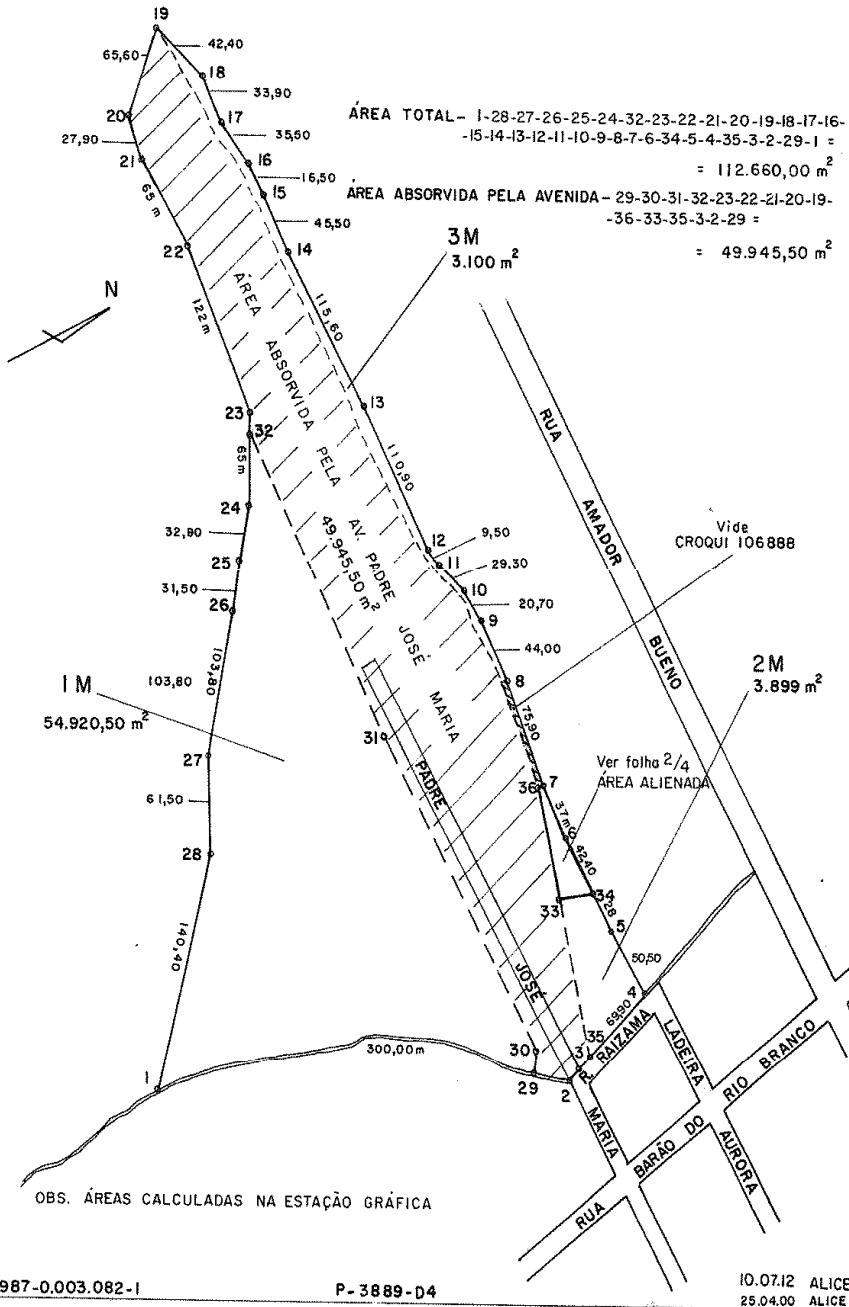 19
42,40
65,60
18
33,90
20
17
35,50
27,90
21
16
16,50
15
65 m
45,50
14
22
ÁREA TOTAL- 1-28-27-26-25-24-32-23-22-21-20-19-18-17-16-
-15-14-13-12-11-10-9-8-7-6-34-5-4-35-3-2-29-1 =
= 112.660,00 m²
ÁREA ABSORVIDA PELA AVENIDA- 29-30-31-32-23-22-21-20-19-
-36-33-35-3-2-29 =
= 49.945,50 m²
3M
3.100 m²
N
122 m
115,60
13
23
32
65 m
110,90
24
12
9,50
32,90
11
29.30
25
10
31,50
20,70
26
9
44,00
8
ÁREA ABSORVIDA PELA AV. PADRE JOSÉ MARIA
49.945,50 m²
RUA AMADOR BUENO
Vide
CROQUI 106888
2M
3.899 m²
1M
54.920,50 m²
103,80
103,80
31
75,90
27
61,50
28
36
7
Ver folha 2/4
ÁREA ALIENADA
37 m
6
42,40
34
28
33
5
50,50
4
140,40
PADRE JOSÉ MARIA
69,90
35
R. RAIZAMA
LADEIRA AURORA
RUA BARÃO DO RIO BRANCO
30
3
29
2
300,00m
1
OBS. ÁREAS CALCULADAS NA ESTAÇÃO GRÁFICA
987-0.003.082-1
P-3889-D4
10.07.12 ALICE
25.04.00 ALICE